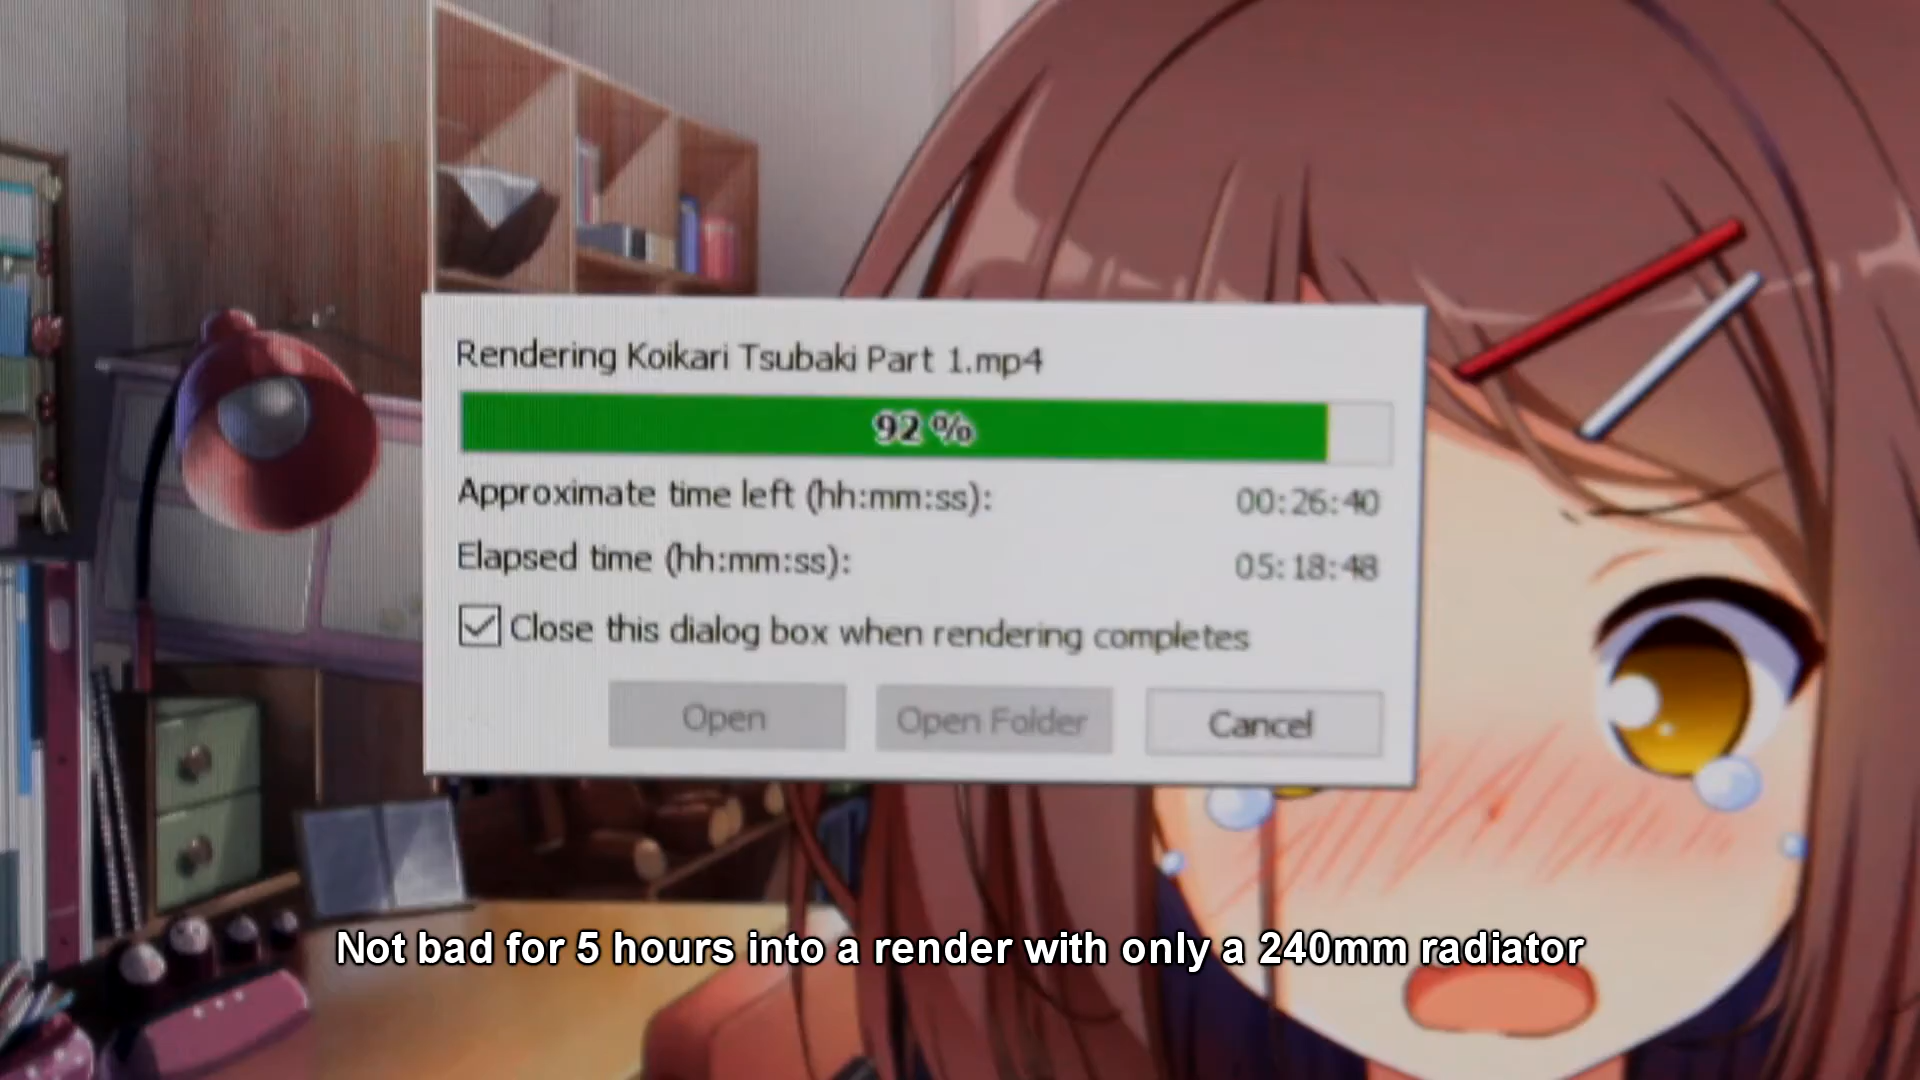 Rendering Koikari Tsubaki Part 1.mp4
92 %
Approximate time left (hh:mm:ss): 00:26:40
Elapsed time (hh:mm:ss): 05:18:48
Close this dialog box when rendering completes
Open Open Folder Cancel
Not bad for 5 hours into a render with only a 240mm radiator